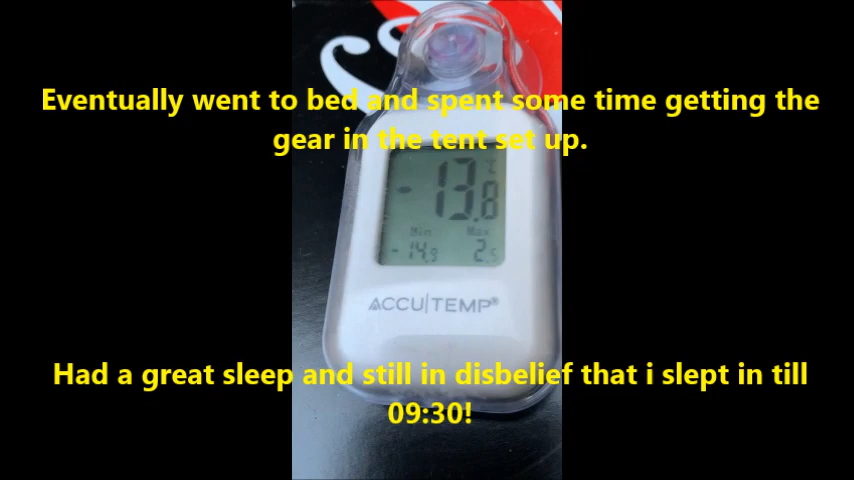 Eventually went to bed and spent some time getting the
gear in the tent set up.
-13.8
Min Max
-14.9 2.5
ACCU|TEMP®
Had a great sleep and still in disbelief that i slept in till
09:30!